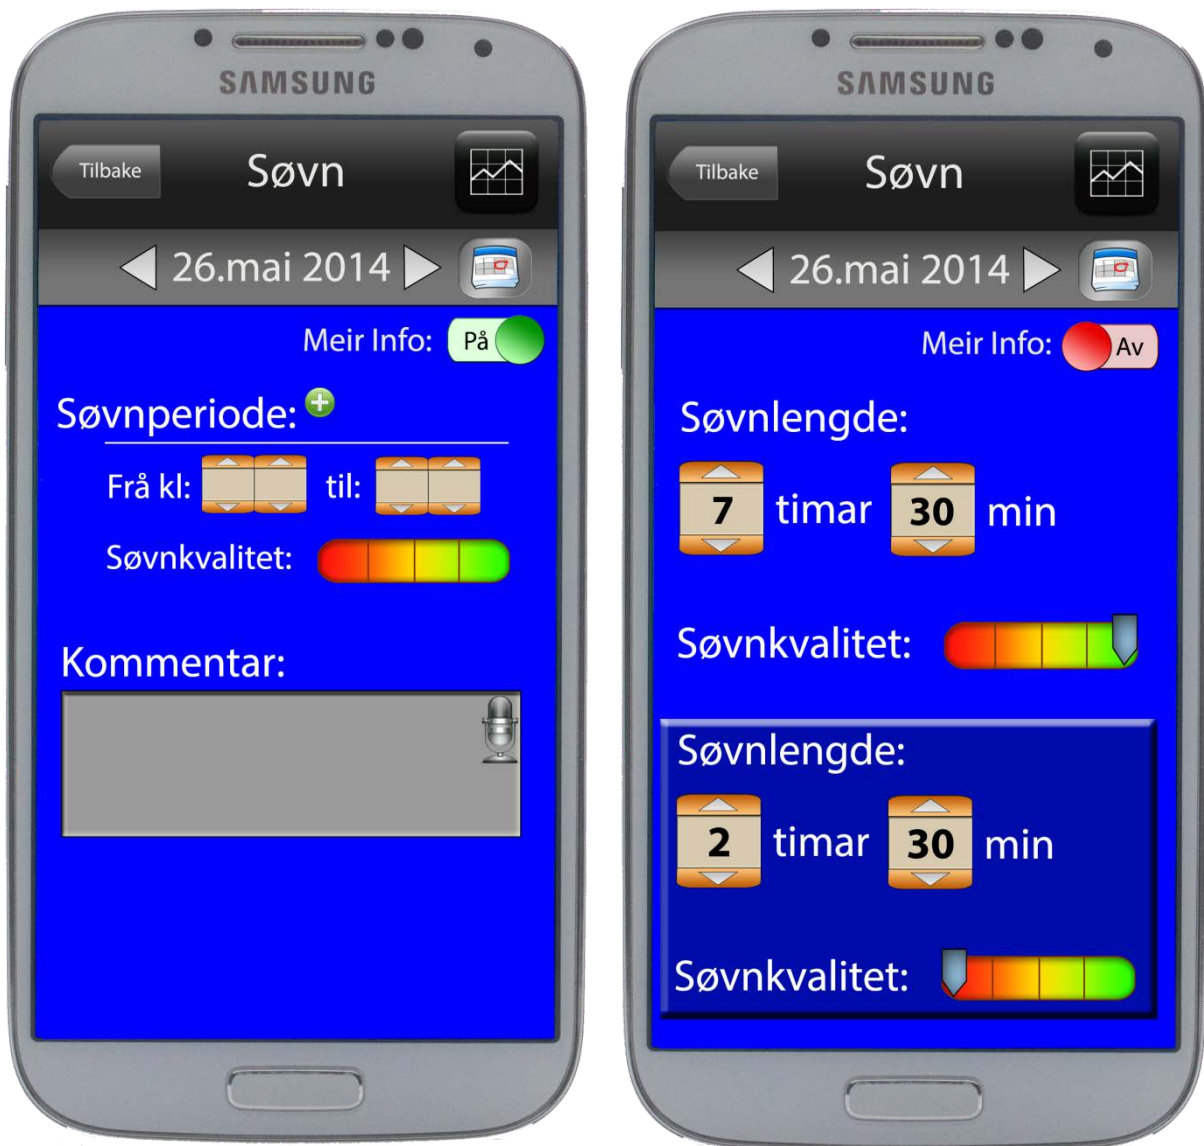 SAMSUNG
Tilbake
Søvn
26.mai 2014
Meir Info: På
Søvnperiode:
Frå kl: til:
Søvnkvalitet:
Kommentar:
SAMSUNG
Tilbake
Søvn
26.mai 2014
Meir Info: Av
Søvnlengde:
7 timar 30 min
Søvnkvalitet:
Søvnlengde:
2 timar 30 min
Søvnkvalitet: